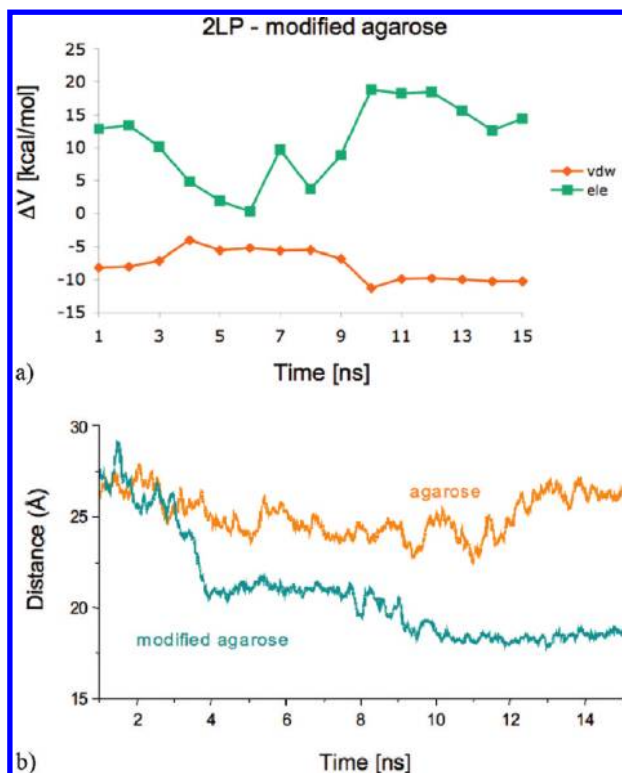 2LP - modified agarose
25
20
15
10
5
0
-5
-10
-15
ΔV [kcal/mol]
vdw
ele
1 3 5 7 9 11 13 15
Time [ns]
a)
30
25
20
15
Distance (Å)
agarose
modified agarose
2 4 6 8 10 12 14
Time [ns]
b)